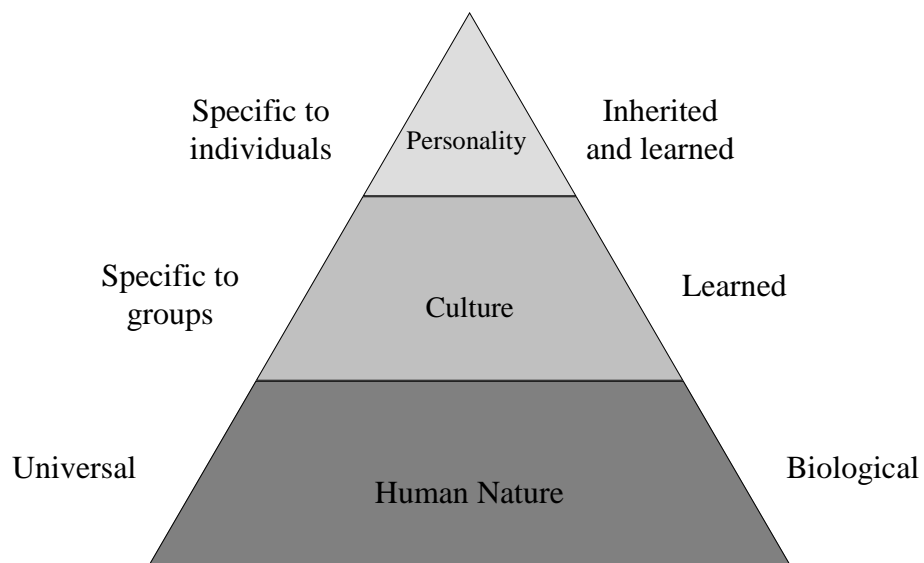 Specific to
individuals
Personality
Inherited
and learned
Specific to
groups
Culture
Learned
Universal
Human Nature
Biological